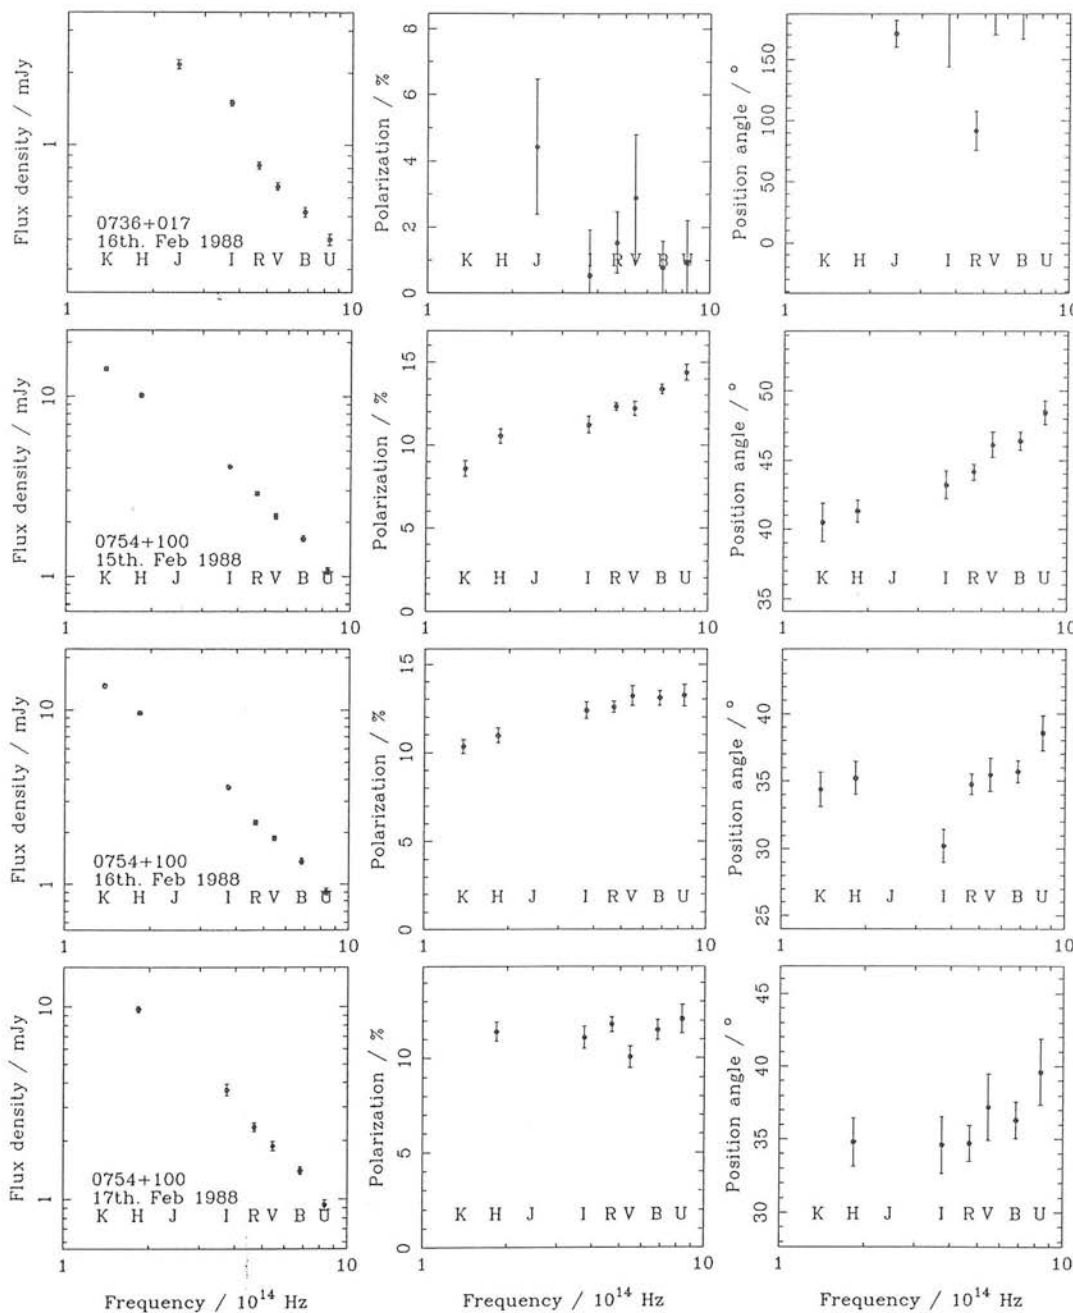 Flux density / mJy
1
0736+017
16th. Feb 1988
K H J I R V B U
1 10
Polarization / %
0 2 4 6 8
K H J I R V B U
1 10
Position angle / °
0 50 100 150
K H J I R V B U
1 10
Flux density / mJy
1 10
0754+100
15th. Feb 1988
K H J I R V B U
1 10
Polarization / %
0 5 10 15
K H J I R V B U
1 10
Position angle / °
35 40 45 50
K H J I R V B U
1 10
Flux density / mJy
1 10
0754+100
16th. Feb 1988
K H J I R V B U
1 10
Polarization / %
0 5 10 15
K H J I R V B U
1 10
Position angle / °
25 30 35 40
K H J I R V B U
1 10
Flux density / mJy
1 10
0754+100
17th. Feb 1988
K H J I R V B U
1 10
Frequency / 10¹⁴ Hz
Polarization / %
0 5 10
K H J I R V B U
1 10
Frequency / 10¹⁴ Hz
Position angle / °
30 35 40 45
K H J I R V B U
1 10
Frequency / 10¹⁴ Hz